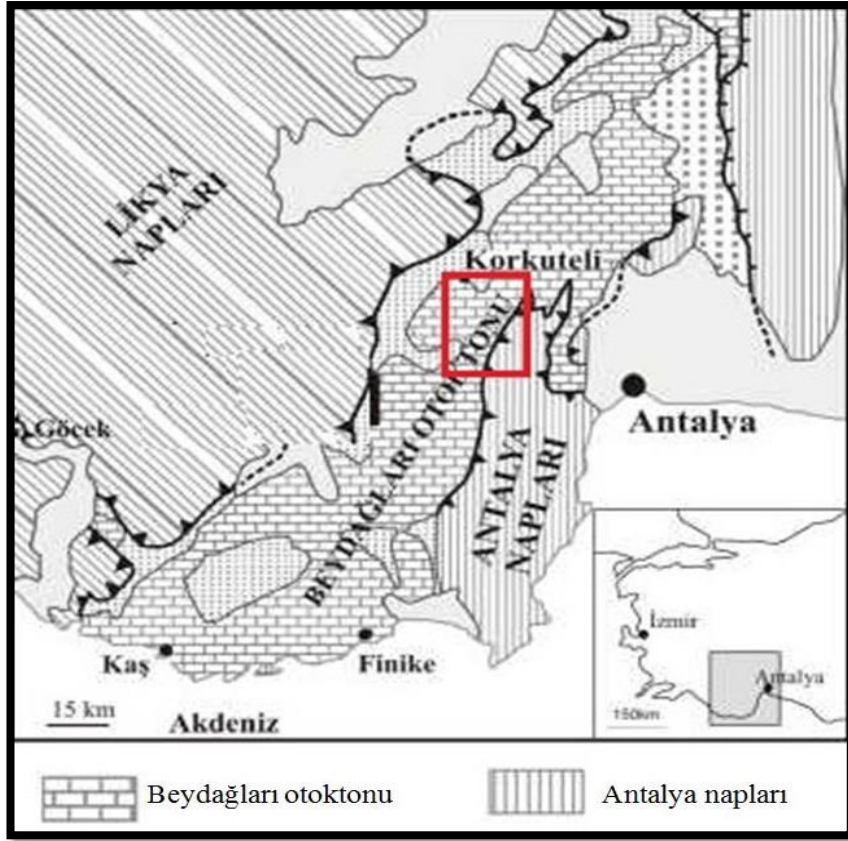 LİKYA
NAPLARI
Korkuteli
Göcek
Antalya
BEYDAĞLARI OTOKTONU
ANTALYA
NAPLARI
İzmir
Antalya
150km
Kaş
Finike
15 km
Akdeniz
Beydağları otoktonu
Antalya napları